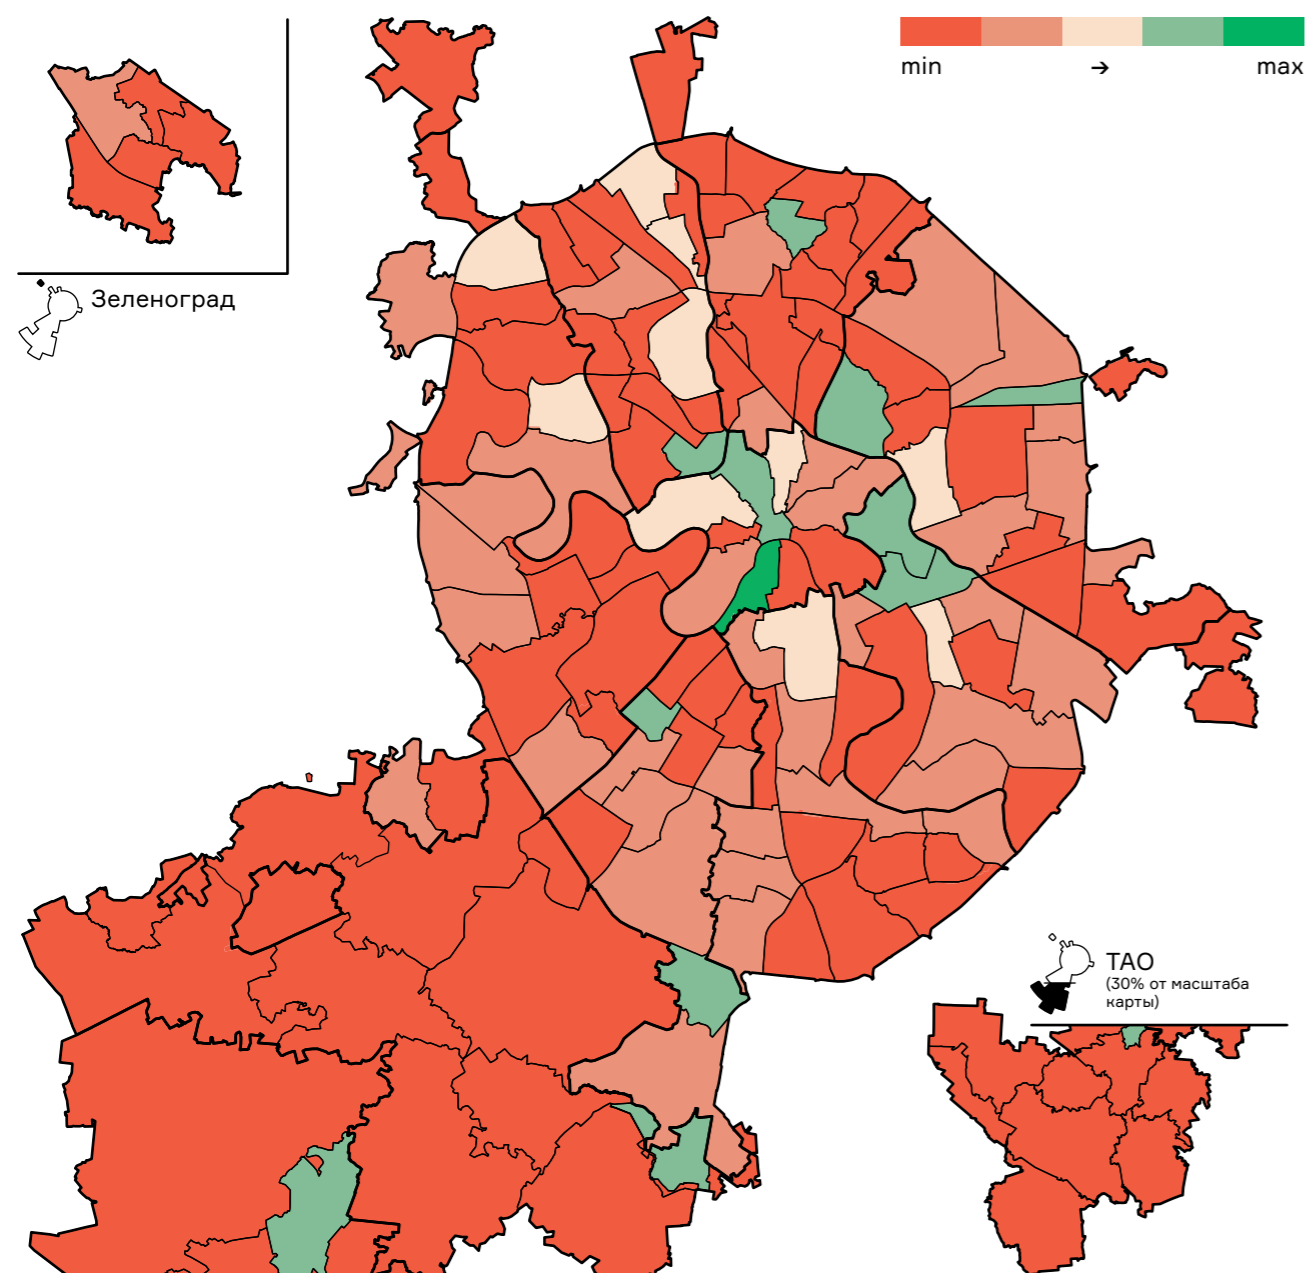 min → max
Зеленоград
ТАО
(30% от масштаба
карты)